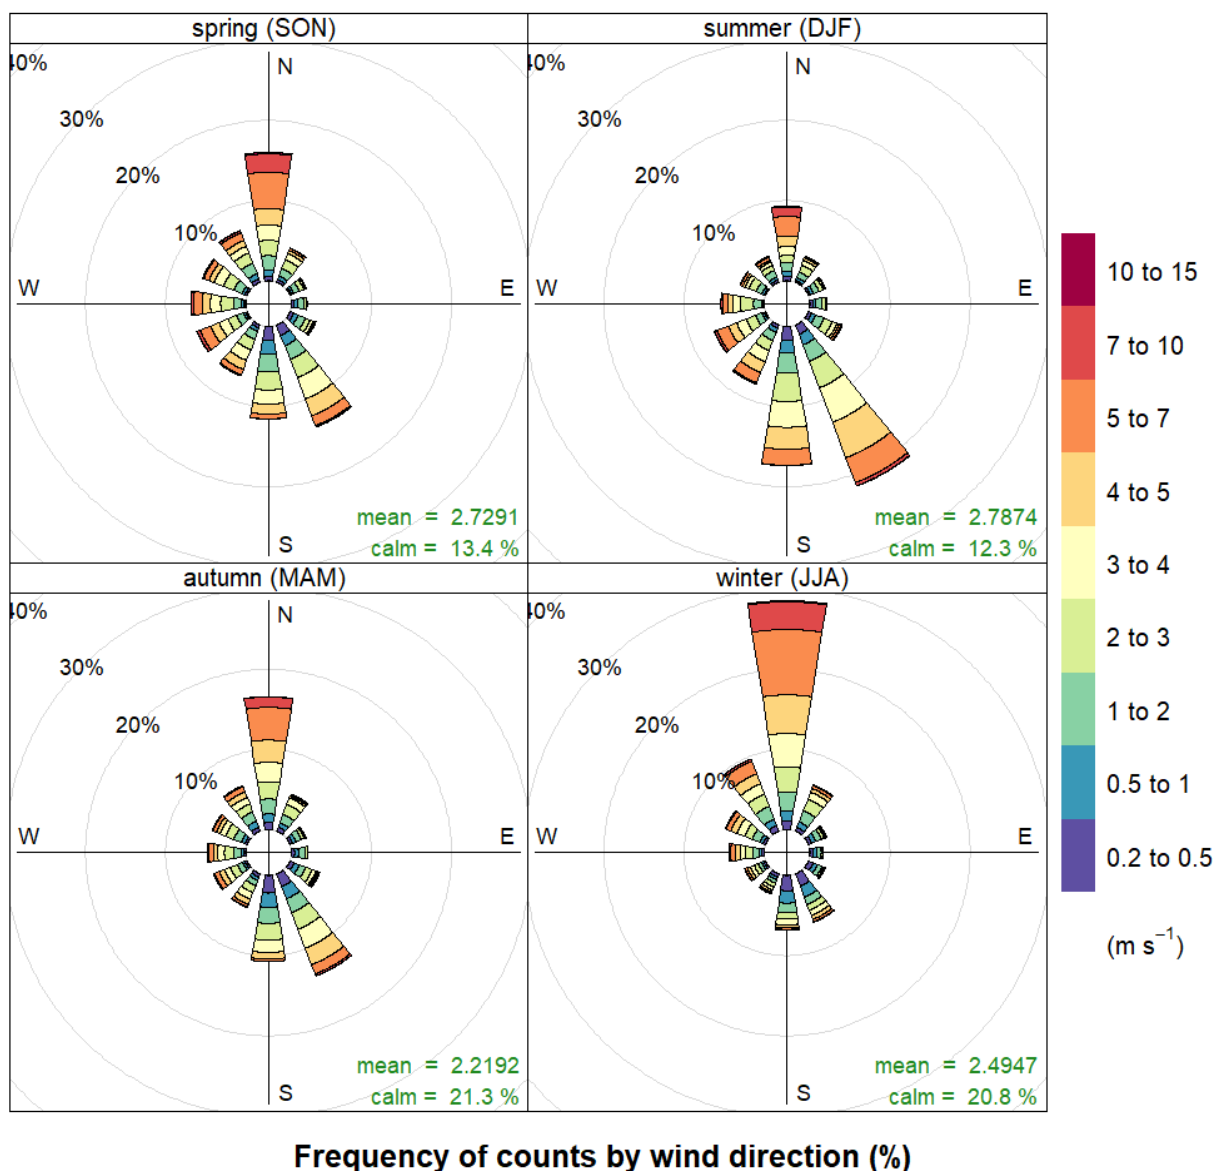 spring (SON)
summer (DJF)
40%
30%
20%
10%
N
W
E
S
mean = 2.7291
calm = 13.4 %
40%
30%
20%
10%
N
W
E
S
mean = 2.7874
calm = 12.3 %
autumn (MAM)
winter (JJA)
40%
30%
20%
10%
N
W
E
S
mean = 2.2192
calm = 21.3 %
40%
30%
20%
10%
W
E
S
mean = 2.4947
calm = 20.8 %
10 to 15
7 to 10
5 to 7
4 to 5
3 to 4
2 to 3
1 to 2
0.5 to 1
0.2 to 0.5
(m s⁻¹)
Frequency of counts by wind direction (%)